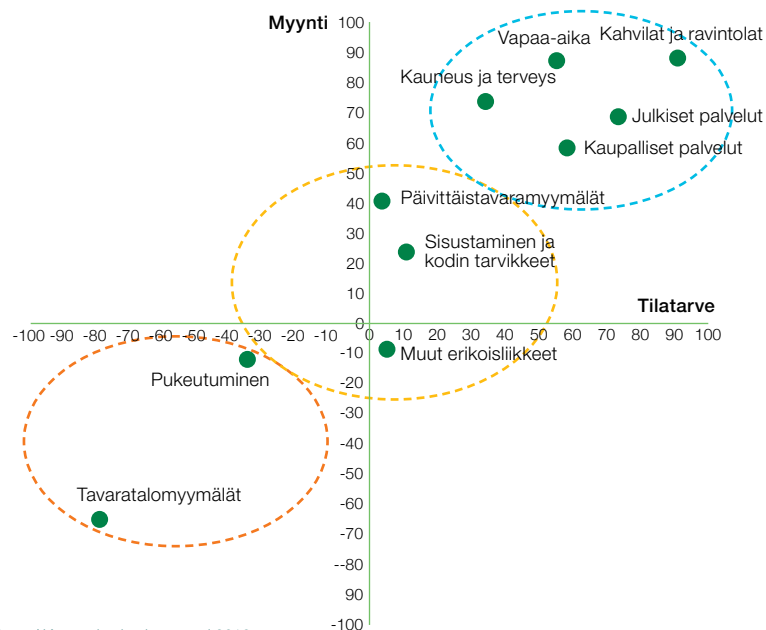 Myynti
100
90
80
70
60
50
40
30
20
10
0
-10
-20
-30
-40
-50
-60
-70
--80
90
-100
Vapaa-aika
Kahvilat ja ravintolat
Kauneus ja terveys
Julkiset palvelut
Kaupalliset palvelut
Päivittäistavaramyymälät
Sisustaminen ja
kodin tarvikkeet
Tilatarve
-100 -90 -80 -70 -60 -50 -40 -30 -20 -10 0 10 20 30 40 50 60 70 80 90 100
Muut erikoisliikkeet
Pukeutuminen
Tavaratalomyymälät